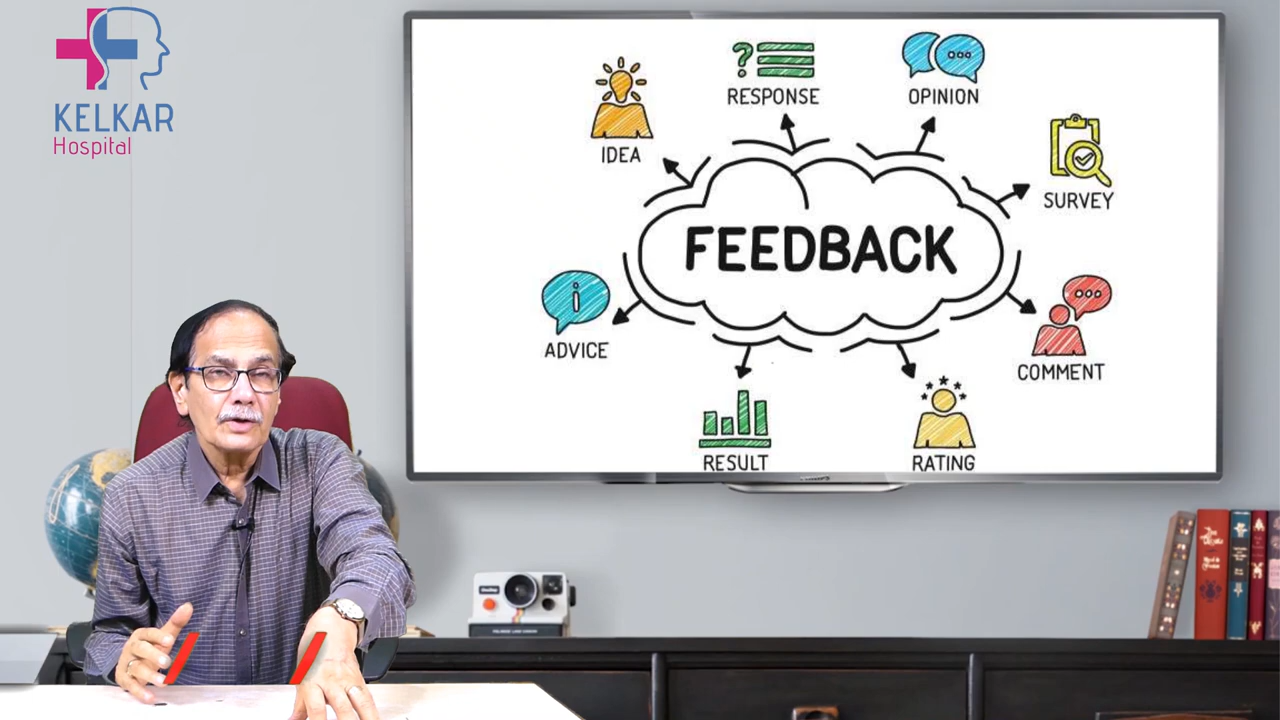 KELKAR
Hospital
RESPONSE
OPINION
IDEA
SURVEY
FEEDBACK
ADVICE
COMMENT
RESULT
RATING